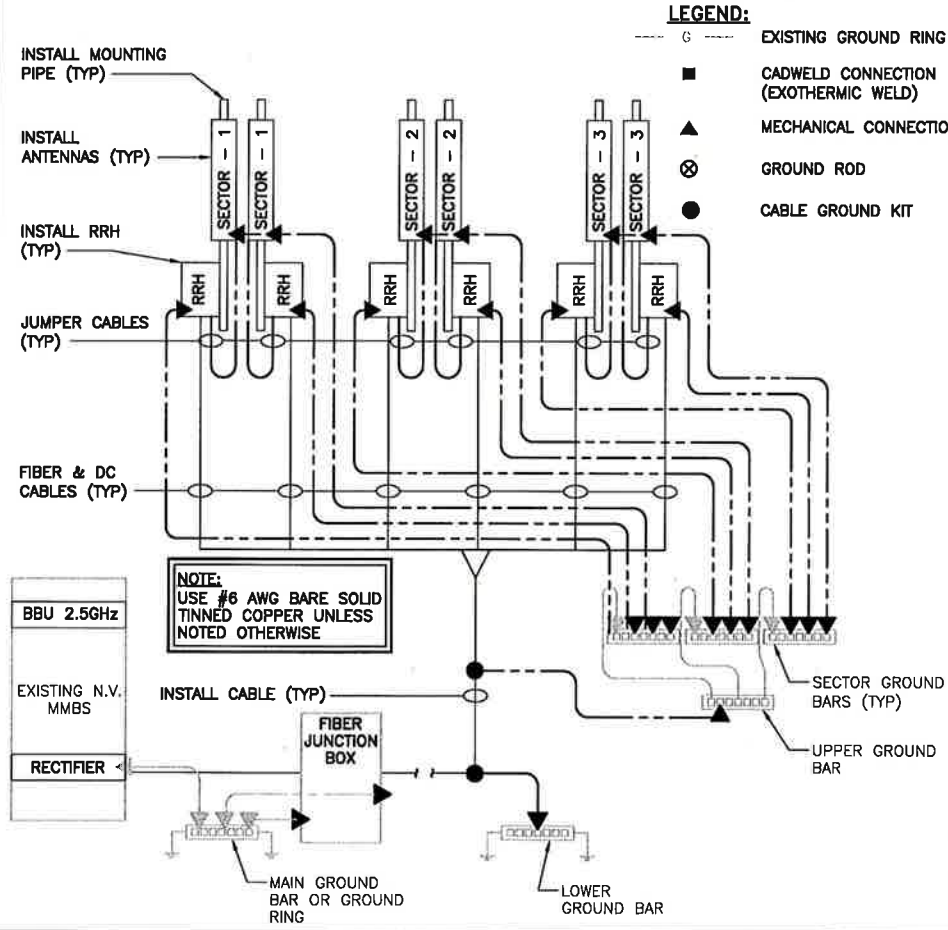 LEGEND:
G EXISTING GROUND RING
CADWELD CONNECTION
(EXOTHERMIC WELD)
MECHANICAL CONNECTIO
GROUND ROD
CABLE GROUND KIT
INSTALL MOUNTING
PIPE (TYP)
INSTALL
ANTENNAS (TYP)
INSTALL RRH
(TYP)
JUMPER CABLES
(TYP)
FIBER & DC
CABLES (TYP)
SECTOR - 1
SECTOR - 1
SECTOR - 2
SECTOR - 2
SECTOR - 3
SECTOR - 3
RRH
RRH
RRH
RRH
RRH
RRH
NOTE:
USE #6 AWG BARE SOLID
TINNED COPPER UNLESS
NOTED OTHERWISE
BBU 2.5GHz
EXISTING N.V.
MMBS
RECTIFIER
INSTALL CABLE (TYP)
FIBER
JUNCTION
BOX
SECTOR GROUND
BARS (TYP)
UPPER GROUND
BAR
MAIN GROUND
BAR OR GROUND
RING
LOWER
GROUND BAR